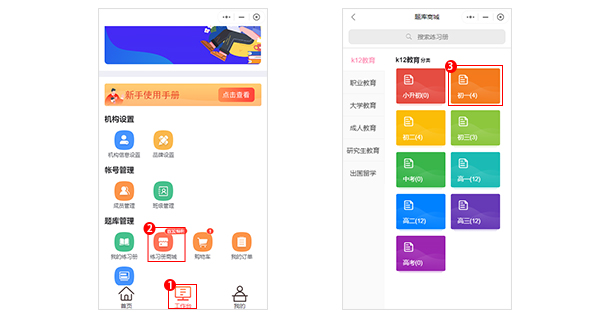 新手使用手册
点击查看
机构设置
机构信息设置
品牌设置
帐号管理
成员管理
班级管理
题库管理
2
我的练习册
练习册商城
购物车
我的订单
1
首页
工作台
我的
题库商城
搜索练习册
k12教育
职业教育
大学教育
成人教育
研究生教育
出国留学
k12教育 分类
3
小升初(0)
初一(4)
初二(4)
初三(3)
中考(0)
高一(12)
高二(12)
高三(12)
高考(0)